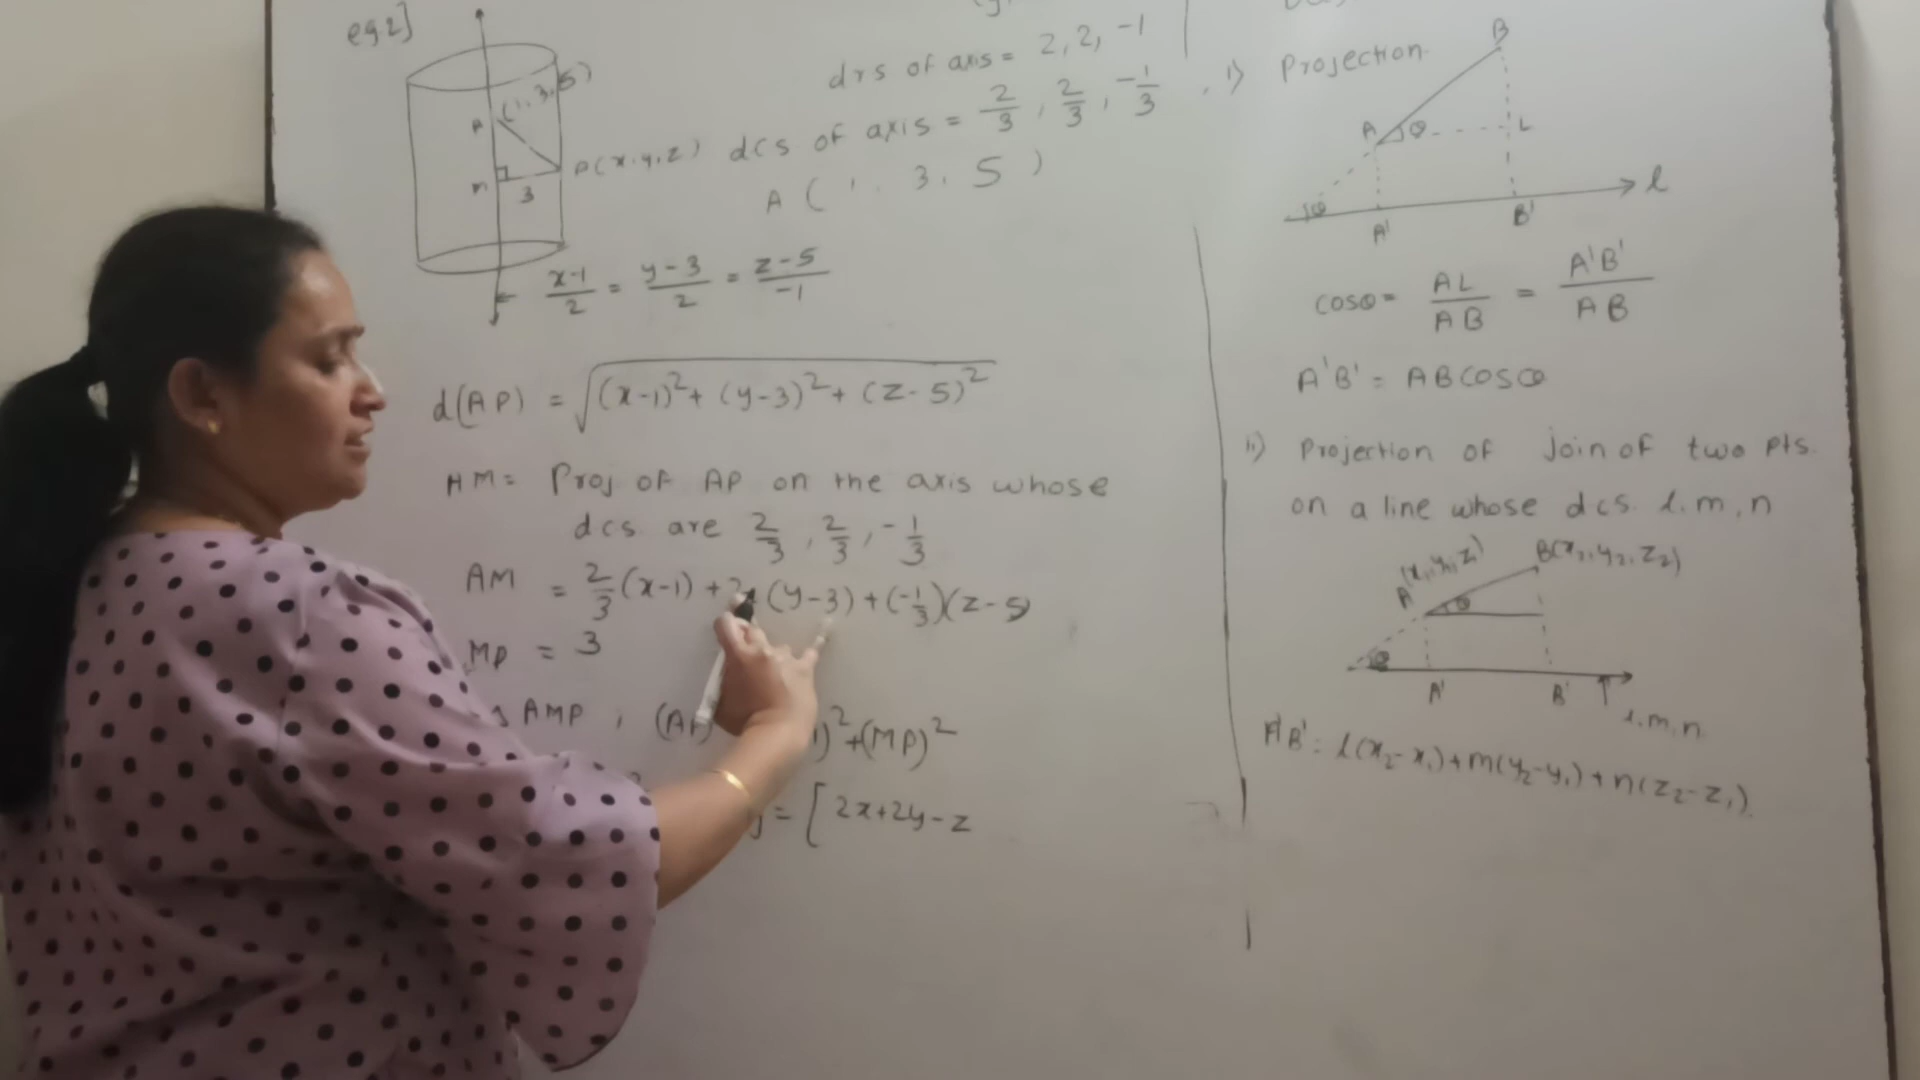 eg 2]
drs of axis = 2, 2, -1
A (1, 3, 5)
P(x, y, z) dcs of axis = 2/3, 2/3, -1/3
M 3
A (1, 3, 5)
x-1/2 = y-3/2 = z-5/-1
d(AP) = √(x-1)² + (y-3)² + (z-5)²
AM = Proj of AP on the axis whose
dcs are 2/3, 2/3, -1/3
AM = 2/3 (x-1) + 2 (y-3) + (-1/3)(z-5)
MP = 3
AMP, (AP )² + (MP)²
= [ 2x+2y-z
i) Projection
B
A θ L
θ l
A' B'
cosθ = AL/AB = A'B'/AB
A'B' = AB cosθ
ii) Projection of join of two pts.
on a line whose dcs. l, m, n
A (x₁, y₁, z₁) B(x₂, y₂, z₂)
θ
θ
A' B' l, m, n
A'B' = l(x₂-x₁)+m(y₂-y₁)+n(z₂-z₁)